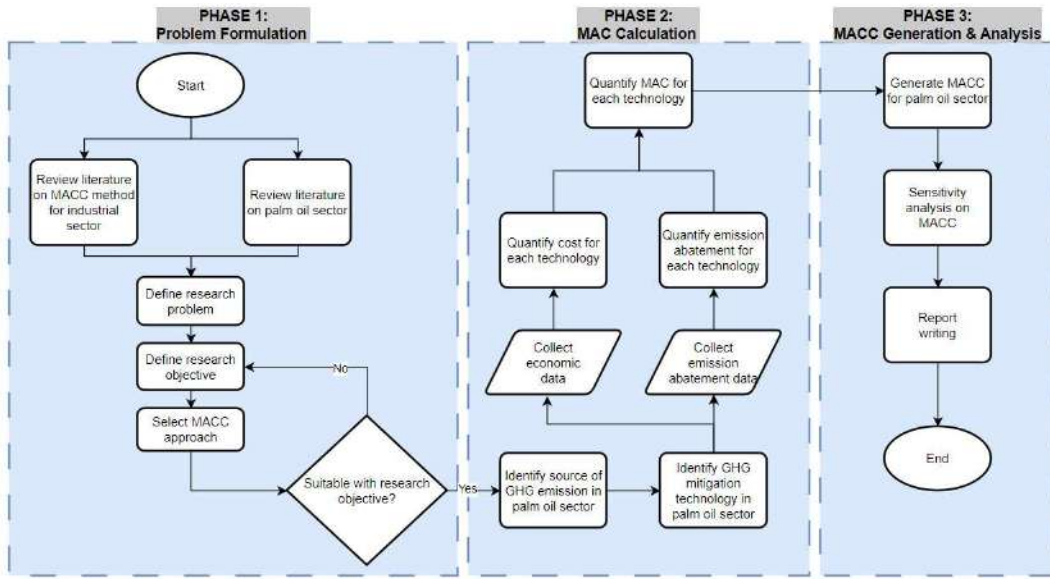 PHASE 1:
Problem Formulation
Start
Review literature
on MACC method
for industrial
sector
Review literature
on palm oil sector
Define research
problem
Define research
objective
No
Select MACC
approach
Suitable with research
objective?
Yes
PHASE 2:
MAC Calculation
Quantify MAC for
each technology
Quantify cost for
each technology
Quantify emission
abatement for
each technology
Collect
economic
data
Collect
emission
abatement data
Identify source of
GHG emission in
palm oil sector
Identify GHG
mitigation
technology in
palm oil sector
PHASE 3:
MACC Generation & Analysis
Generate MACC
for palm oil sector
Sensitivity
analysis on
MACC
Report
writing
End